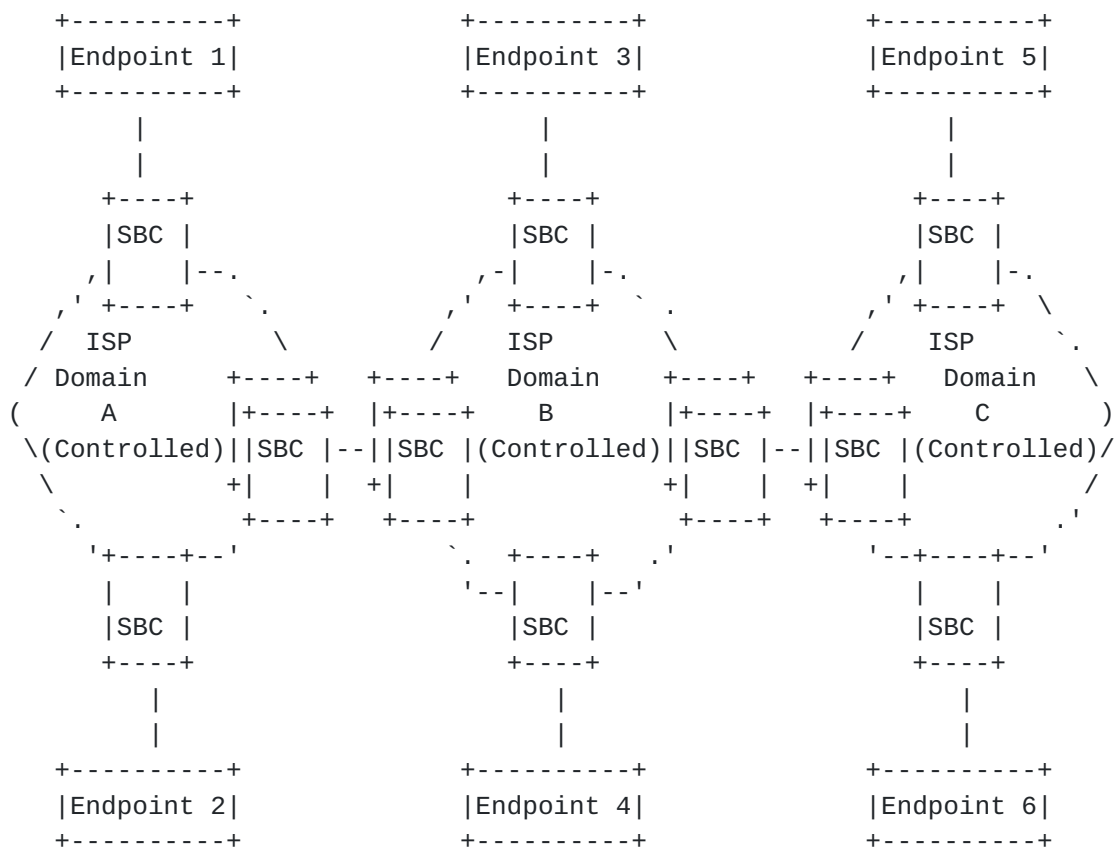 Endpoint 1 Endpoint 3 Endpoint 5
SBC SBC SBC
ISP ISP ISP
Domain Domain Domain
A B C
(Controlled) SBC SBC (Controlled) SBC SBC (Controlled)
SBC SBC SBC
Endpoint 2 Endpoint 4 Endpoint 6